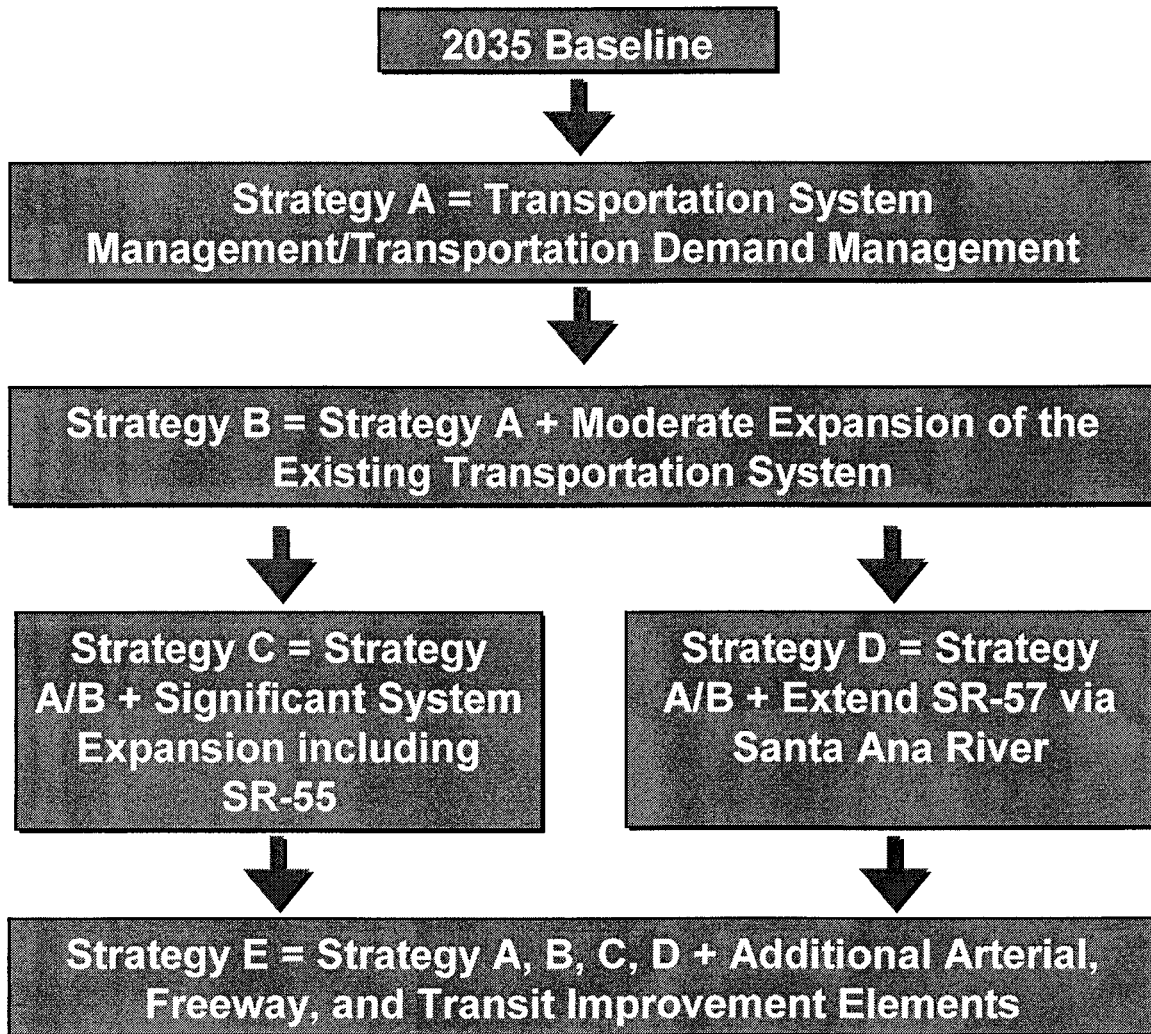 2035 Baseline
Strategy A = Transportation System
Management/Transportation Demand Management
Strategy B = Strategy A + Moderate Expansion of the
Existing Transportation System
Strategy C = Strategy
A/B + Significant System
Expansion including
SR-55
Strategy D = Strategy
A/B + Extend SR-57 via
Santa Ana River
Strategy E = Strategy A, B, C, D + Additional Arterial,
Freeway, and Transit Improvement Elements